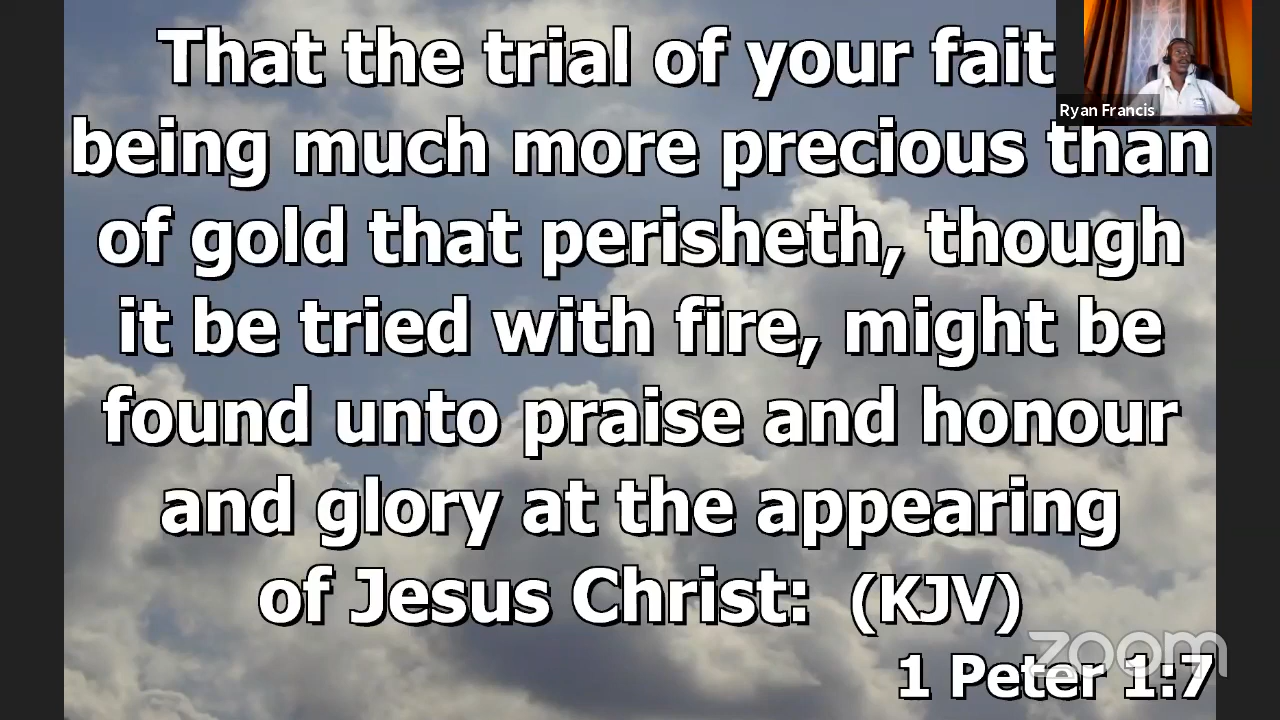 That the trial of your fait
being much more precious than
of gold that perisheth, though
it be tried with fire, might be
found unto praise and honour
and glory at the appearing
of Jesus Christ: (KJV)
1 Peter 1:7
Ryan Francis
zoom